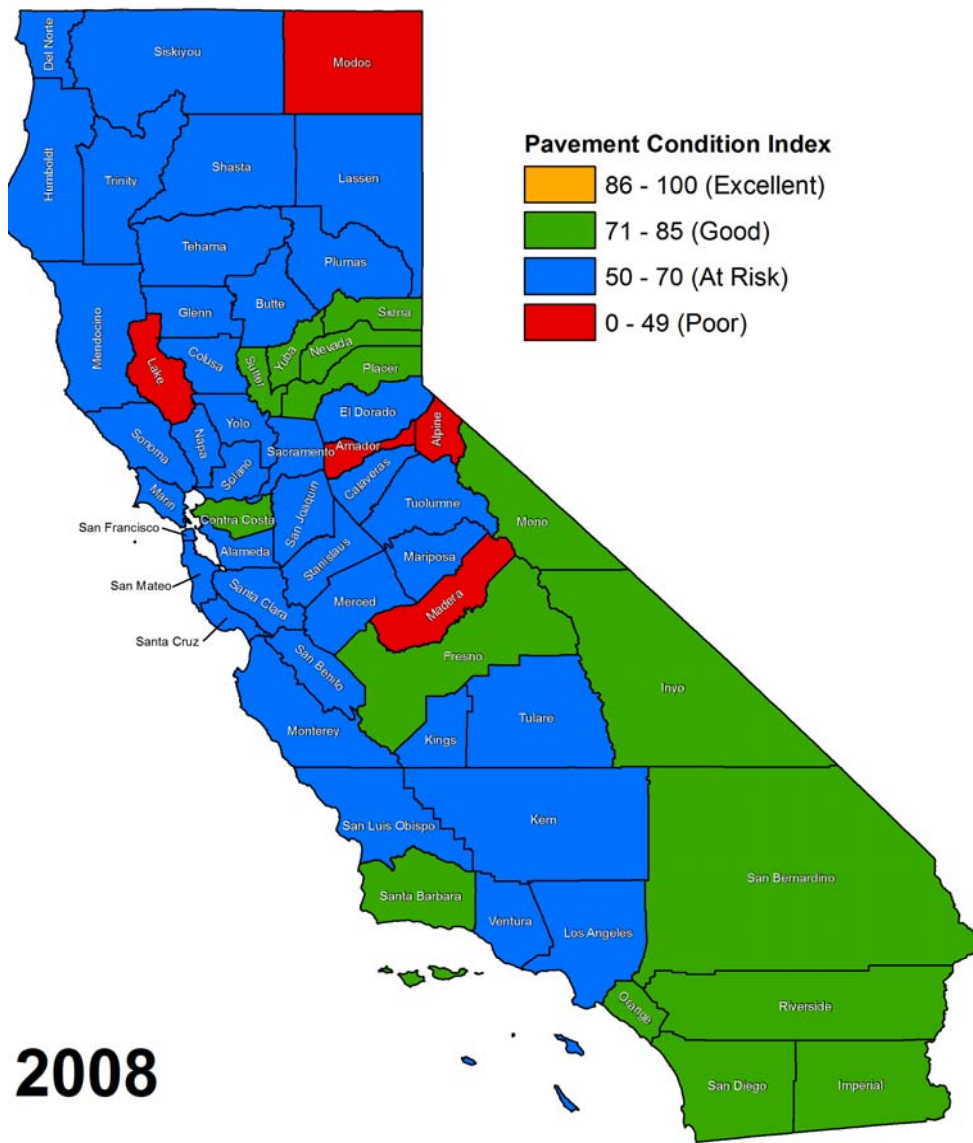 Del Norte
Siskiyou
Modoc
Pavement Condition Index
86 - 100 (Excellent)
71 - 85 (Good)
50 - 70 (At Risk)
0 - 49 (Poor)
Humboldt
Trinity
Shasta
Lassen
Tehama
Plumas
Mendocino
Glenn
Butte
Sierra
Lake
Colusa
Sutter
Yuba
Nevada
Placer
Sonoma
Napa
Yolo
El Dorado
Solano
Sacramento
Amador
Alpine
Marin
Contra Costa
San Joaquin
Calaveras
Tuolumne
Mono
San Francisco
Alameda
Stanislaus
Mariposa
San Mateo
Santa Clara
Merced
Madera
Santa Cruz
San Benito
Fresno
Inyo
Monterey
Kings
Tulare
San Luis Obispo
Kern
San Bernardino
Santa Barbara
Ventura
Los Angeles
Orange
Riverside
2008
San Diego
Imperial